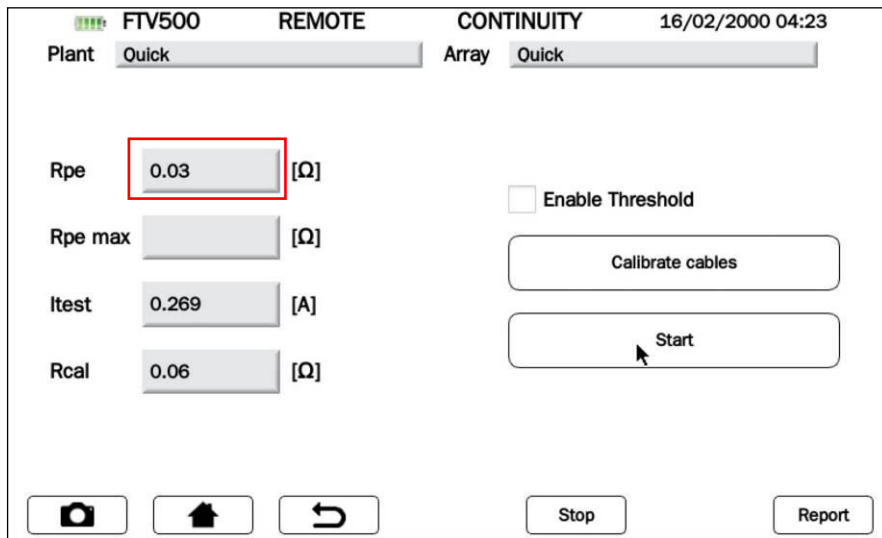 FTV500 REMOTE CONTINUITY 16/02/2000 04:23
Plant Quick Array Quick
Rpe 0.03 [Ω]
Enable Threshold
Rpe max [Ω]
Calibrate cables
Itest 0.269 [A]
Start
Rcal 0.06 [Ω]
Stop Report